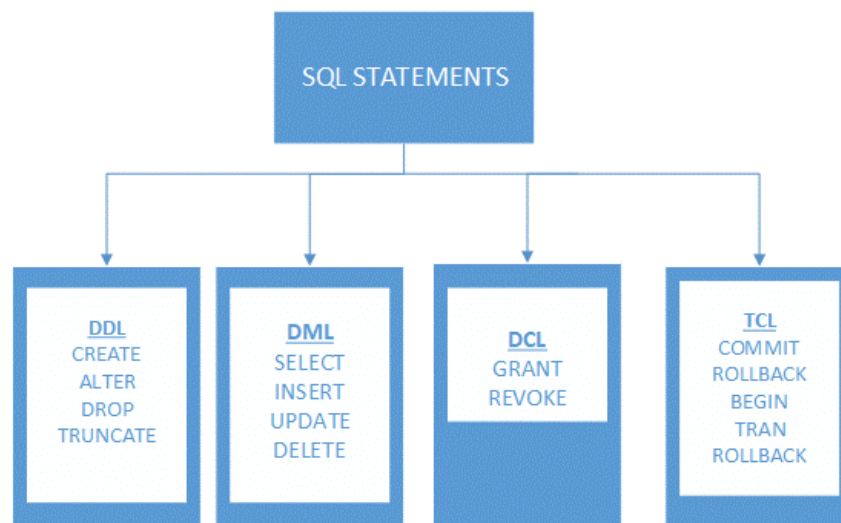 SQL STATEMENTS
DDL
CREATE
ALTER
DROP
TRUNCATE
DML
SELECT
INSERT
UPDATE
DELETE
DCL
GRANT
REVOKE
TCL
COMMIT
ROLLBACK
BEGIN
TRAN
ROLLBACK